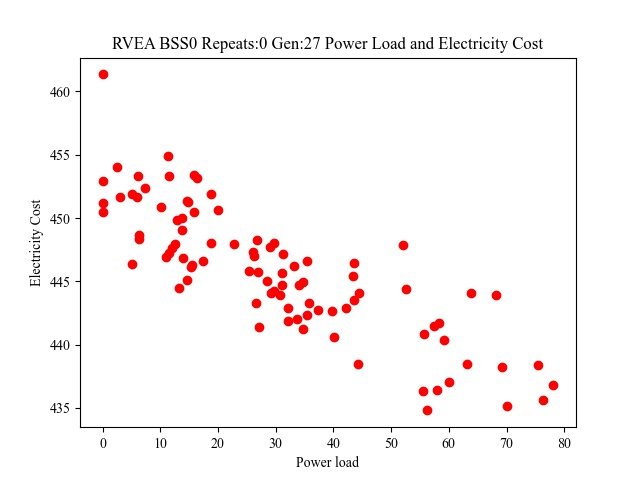 RVEA BSS0 Repeats:0 Gen:27 Power Load and Electricity Cost
460
455
450
445
440
435
Electricity Cost
0 10 20 30 40 50 60 70 80
Power load